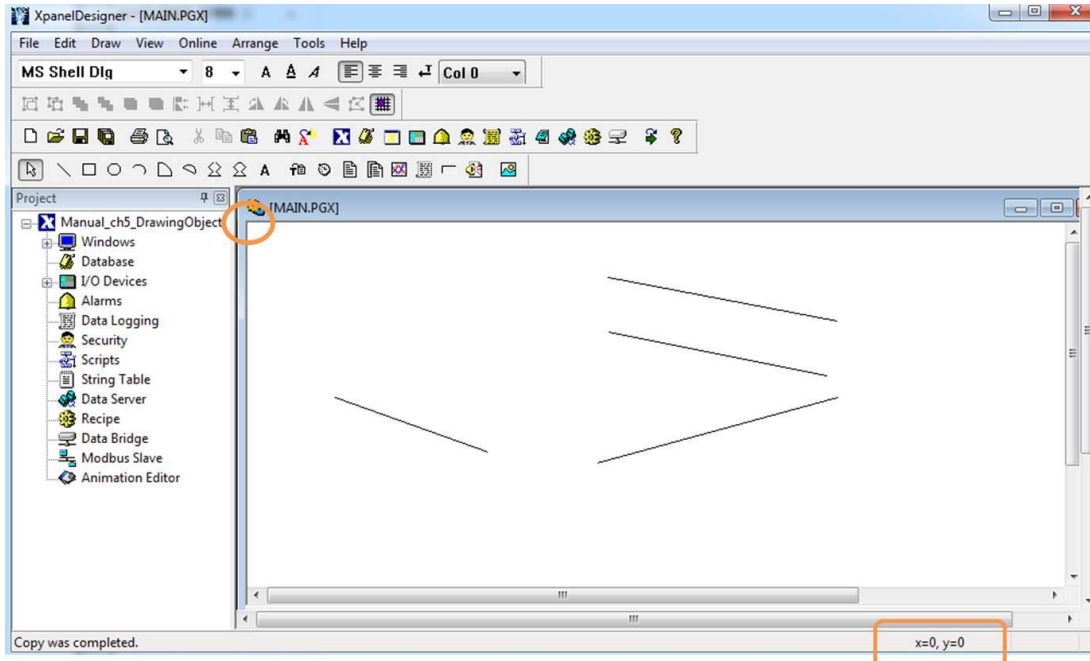 XpanelDesigner - [MAIN.PGX]
File Edit Draw View Online Arrange Tools Help
MS Shell Dlg 8 A A A Col 0
Project
[MAIN.PGX]
Manual_ch5_DrawingObject
Windows
Database
I/O Devices
Alarms
Data Logging
Security
Scripts
String Table
Data Server
Recipe
Data Bridge
Modbus Slave
Animation Editor
Copy was completed. x=0, y=0